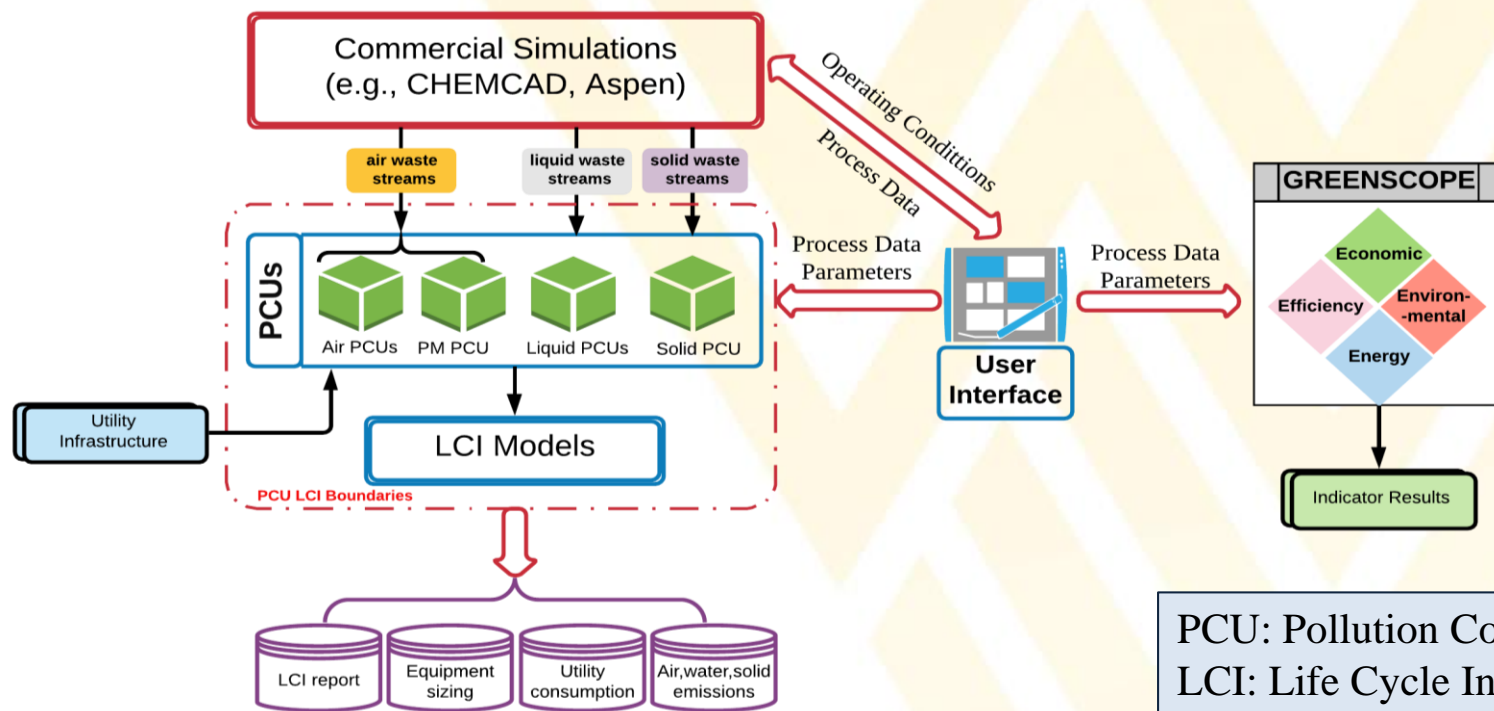 Commercial Simulations
(e.g., CHEMCAD, Aspen)
air waste
streams
liquid waste
streams
solid waste
streams
Operating Condittions
Process Data
PCUs
Air PCUs
PM PCU
Liquid PCUs
Solid PCU
Process Data
Parameters
User
Interface
Process Data
Parameters
GREENSCOPE
Economic
Efficiency
Environ-
-mental
Energy
Indicator Results
Utility
Infrastructure
LCI Models
PCU LCI Boundaries
LCI report
Equipment
sizing
Utility
consumption
Air,water,solid
emissions
PCU: Pollution
LCI: Life Cycle